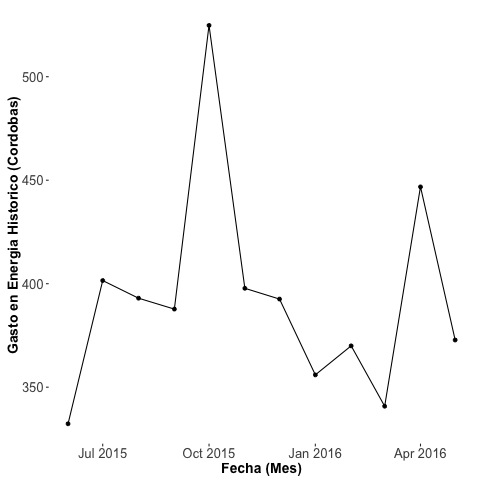 Gasto en Energia Historico (Cordobas)
500
450
400
350
Jul 2015 Oct 2015 Jan 2016 Apr 2016
Fecha (Mes)